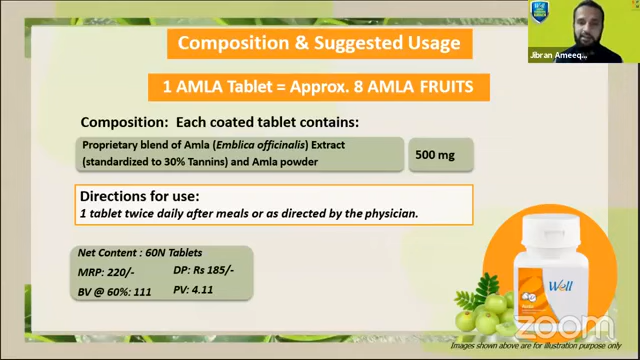 Composition & Suggested Usage
Jibran Ameeq...
1 AMLA Tablet = Approx. 8 AMLA FRUITS
Composition: Each coated tablet contains:
Proprietary blend of Amla (Emblica officinalis) Extract
(standardized to 30% Tannins) and Amla powder
500 mg
Directions for use:
1 tablet twice daily after meals or as directed by the physician.
Net Content : 60N Tablets
MRP: 220/- DP: Rs 185/-
BV @ 60%: 111 PV: 4.11
Well
zoom
Images shown above are for illustration purpose only